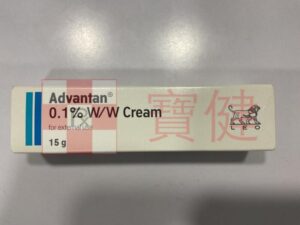 Advantan®
0.1% W/W Cream
for external use
15 g
寶健
LEO